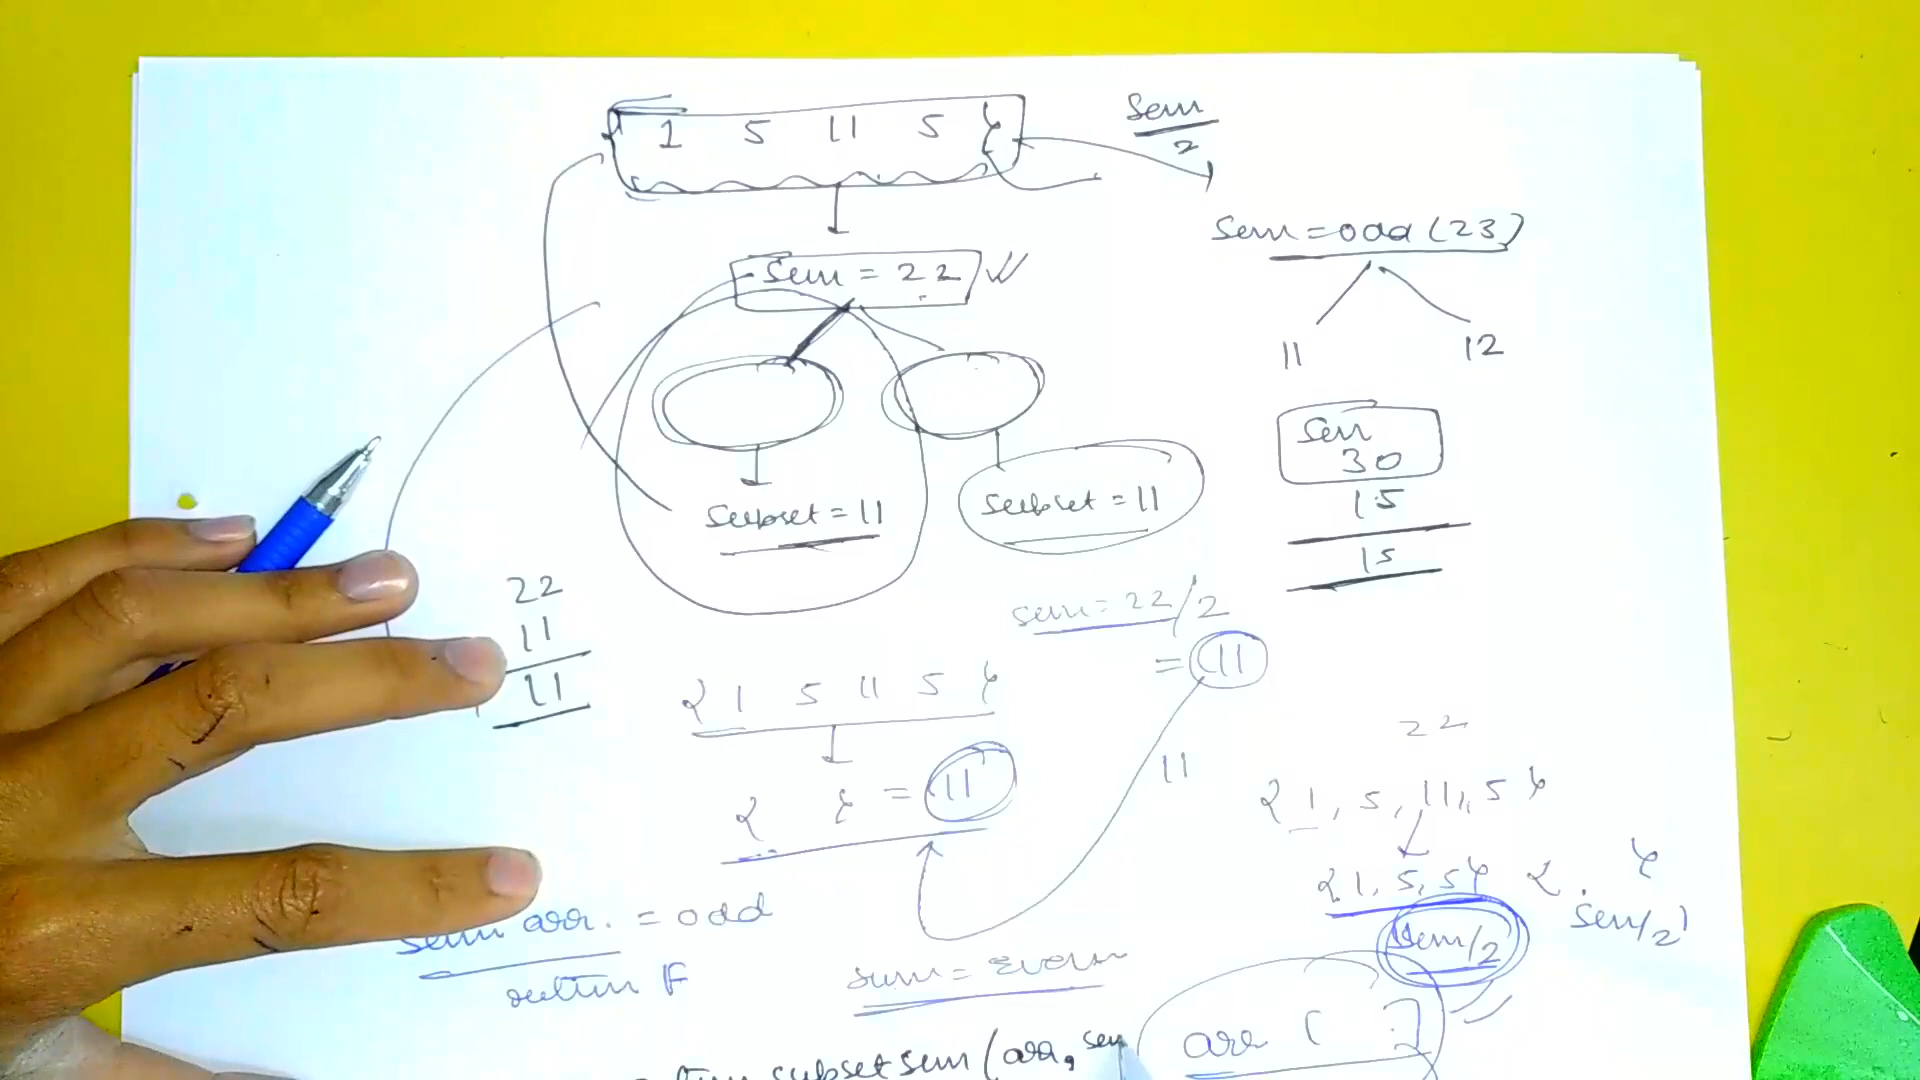 { 1 5 11 5 }
Sum
2
Sum = odd (23)
Sum = 22
11 12
Sum
30
15
15
Subset = 11
Subset = 11
22
11
11
Sum = 22/2
= 11
{ 1 5 11 5 }
11
22
{ } = 11
{ 1, 5, 11, 5 }
{ 1, 5, 5 } { . }
Sum/2
Sum/2
Sum arr. = odd
return F
Sum = Even
arr [ ]
subsetsum (arr, su